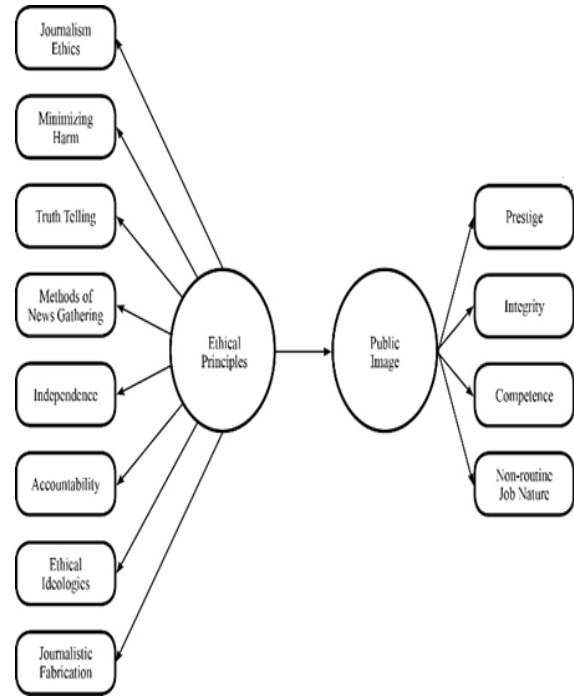 Journalism
Ethics
Minimizing
Harm
Truth Telling
Methods of
News Gathering
Independence
Accountability
Ethical
Ideologies
Journalistic
Fabrication
Ethical
Principles
Public
Image
Prestige
Integrity
Competence
Non-routine
Job Nature